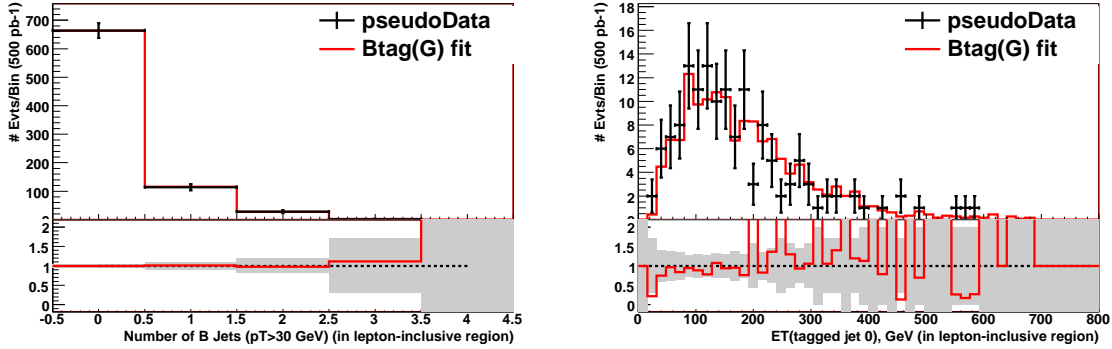 # Evts/Bin (500 pb-1)
700
600
500
400
300
200
100
0
pseudoData
Btag(G) fit
2
1.5
1
0.5
0
-0.5 0 0.5 1 1.5 2 2.5 3 3.5 4 4.5
Number of B Jets (pT>30 GeV) (in lepton-inclusive region)
# Evts/Bin (500 pb-1)
18
16
14
12
10
8
6
4
2
0
pseudoData
Btag(G) fit
2
1.5
1
0.5
0
0 100 200 300 400 500 600 700 800
ET(tagged jet 0), GeV (in lepton-inclusive region)